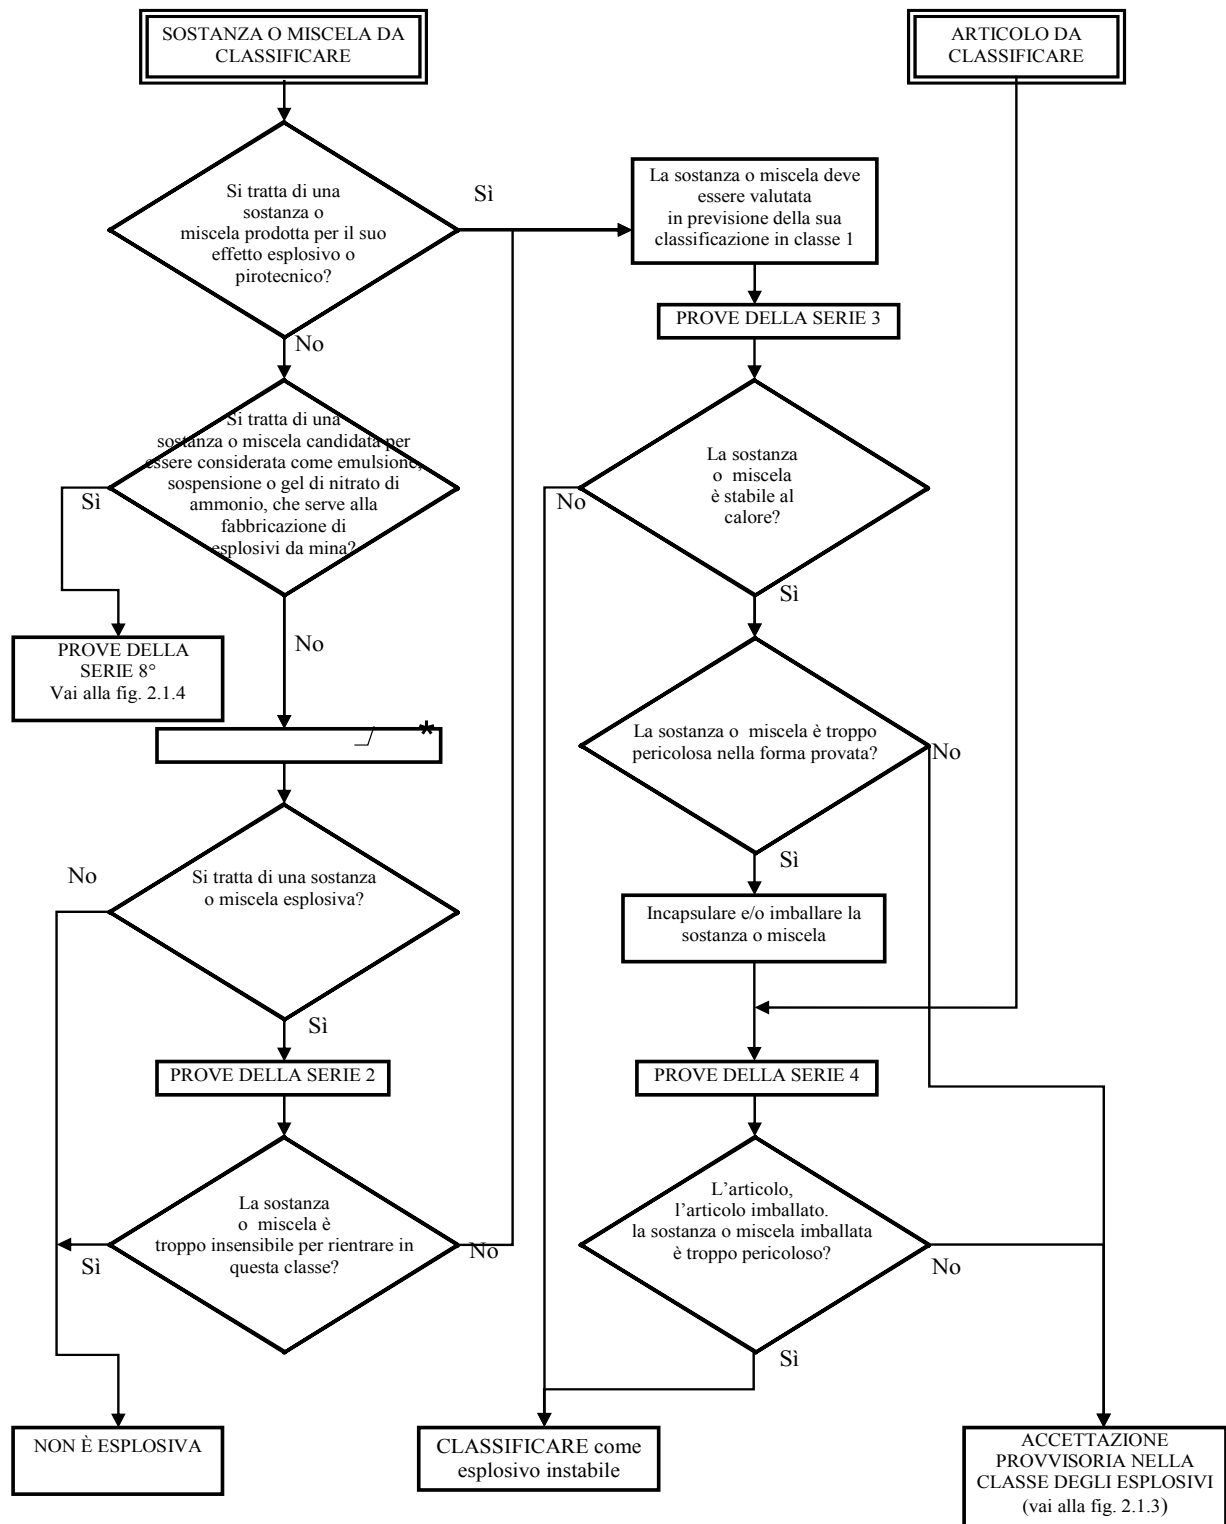 SOSTANZA O MISCELA DA
CLASSIFICARE
ARTICOLO DA
CLASSIFICARE
Si tratta di una
sostanza o
miscela prodotta per il suo
effetto esplosivo o
pirotecnico?
Sì
La sostanza o miscela deve
essere valutata
in previsione della sua
classificazione in classe 1
PROVE DELLA SERIE 3
No
Si tratta di una
sostanza o miscela candidata per
essere considerata come emulsione,
sospensione o gel di nitrato di
ammonio, che serve alla
fabbricazione di
esplosivi da mina?
Sì
No
La sostanza
o miscela
è stabile al
calore?
No
Sì
PROVE DELLA
SERIE 8°
Vai alla fig. 2.1.4
*
La sostanza o miscela è troppo
pericolosa nella forma provata?
No
Sì
Si tratta di una sostanza
o miscela esplosiva?
No
Sì
Incapsulare e/o imballare la
sostanza o miscela
PROVE DELLA SERIE 2
PROVE DELLA SERIE 4
La sostanza
o miscela è
troppo insensibile per rientrare in
questa classe?
Sì
No
L'articolo,
l'articolo imballato.
la sostanza o miscela imballata
è troppo pericoloso?
No
Sì
NON È ESPLOSIVA
CLASSIFICARE come
esplosivo instabile
ACCETTAZIONE
PROVVISORIA NELLA
CLASSE DEGLI ESPLOSIVI
(vai alla fig. 2.1.3)